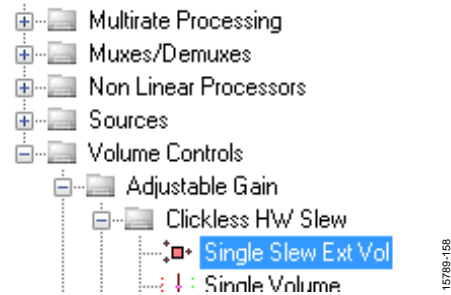 Multirate Processing
Muxes/Demuxes
Non Linear Processors
Sources
Volume Controls
Adjustable Gain
Clickless HW Slew
Single Slew Ext Vol
Single Volume
15789-158